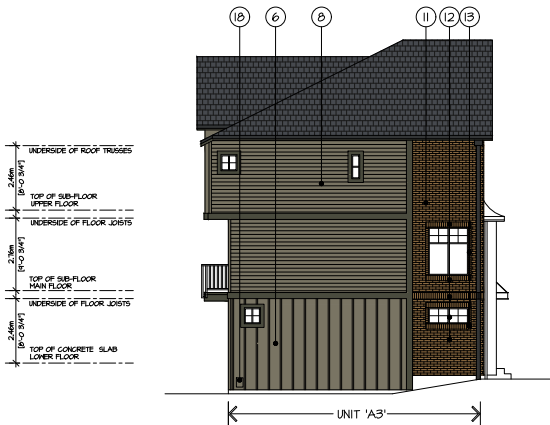 18 6 8 11 12 13
UNDERSIDE OF ROOF TRUSSES
2.46m
[8'-0 3/4"]
TOP OF SUB-FLOOR
UPPER FLOOR
UNDERSIDE OF FLOOR JOISTS
2.76m
[9'-0 3/4"]
TOP OF SUB-FLOOR
MAIN FLOOR
UNDERSIDE OF FLOOR JOISTS
2.46m
[8'-0 3/4"]
TOP OF CONCRETE SLAB
LOWER FLOOR
UNIT 'A3'